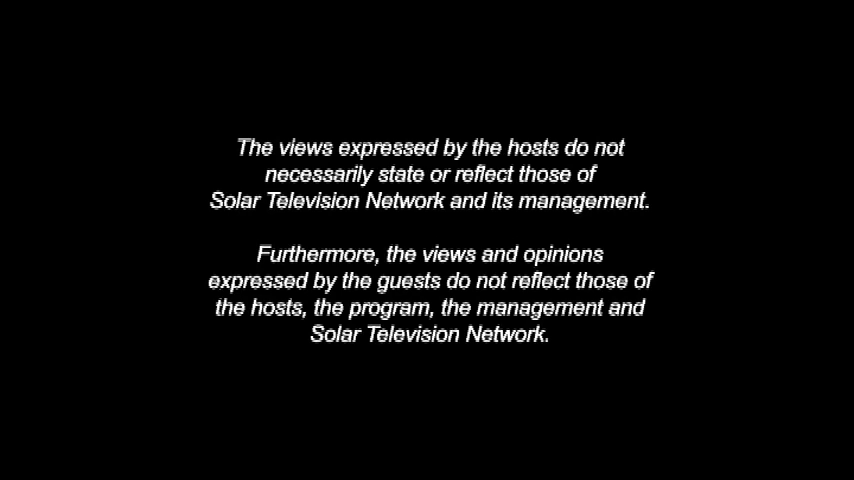 The views expressed by the hosts do not
necessarily state or reflect those of
Solar Television Network and its management.
Furthermore, the views and opinions
expressed by the guests do not reflect those of
the hosts, the program, the management and
Solar Television Network.